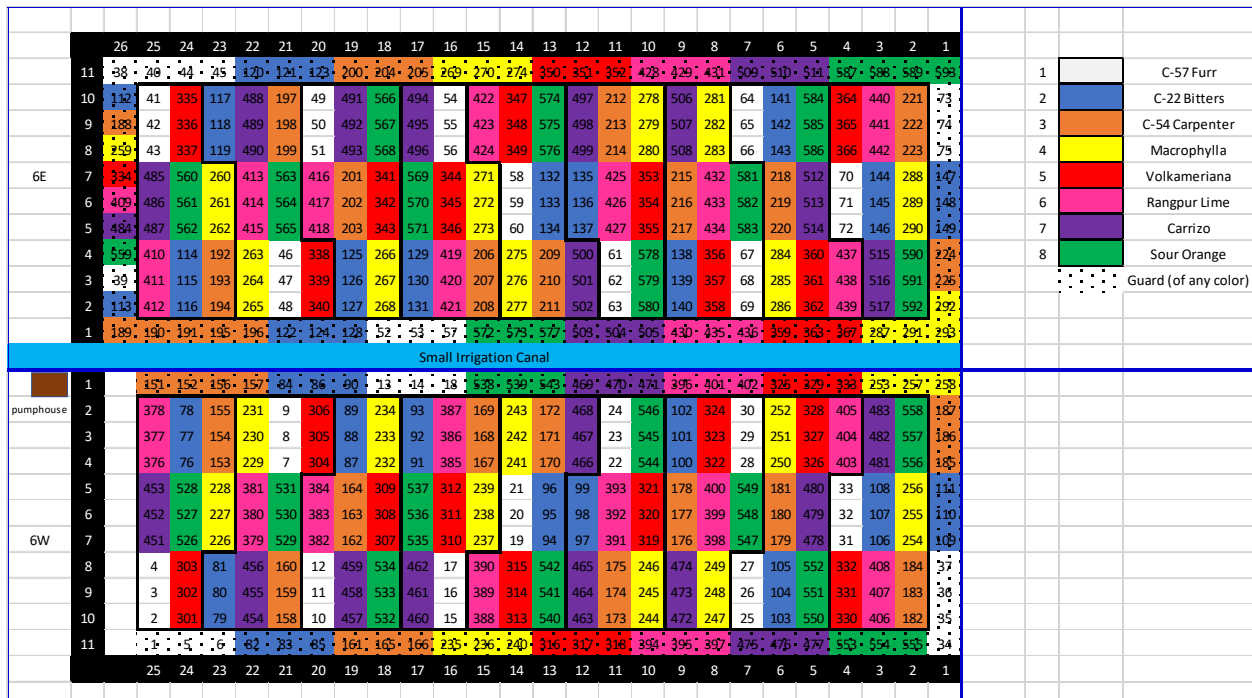 26 25 24 23 22 21 20 19 18 17 16 15 14 13 12 11 10 9 8 7 6 5 4 3 2 1
11 38 40 44 45 120 121 123 200 204 205 269 270 274 350 351 352 428 429 431 509 510 511 587 588 589 593
10 112 41 335 117 488 197 49 491 566 494 54 422 347 574 497 212 278 506 281 64 141 584 364 440 221 73
9 188 42 336 118 489 198 50 492 567 495 55 423 348 575 498 213 279 507 282 65 142 585 365 441 222 74
8 259 43 337 119 490 199 51 493 568 496 56 424 349 576 499 214 280 508 283 66 143 586 366 442 223 75
6E 7 334 485 560 260 413 563 416 201 341 569 344 271 58 132 135 425 353 215 432 581 218 512 70 144 288 147
6 409 486 561 261 414 564 417 202 342 570 345 272 59 133 136 426 354 216 433 582 219 513 71 145 289 148
5 484 487 562 262 415 565 418 203 343 571 346 273 60 134 137 427 355 217 434 583 220 514 72 146 290 149
4 559 410 114 192 263 46 338 125 266 129 419 206 275 209 500 61 578 138 356 67 284 360 437 515 590 224
3 39 411 115 193 264 47 339 126 267 130 420 207 276 210 501 62 579 139 357 68 285 361 438 516 591 225
2 113 412 116 194 265 48 340 127 268 131 421 208 277 211 502 63 580 140 358 69 286 362 439 517 592 292
1 189 190 191 195 196 122 124 128 52 53 57 572 573 577 503 504 505 430 435 436 359 363 367 287 291 293
Small Irrigation Canal
1 151 152 156 157 84 86 90 13 14 18 538 539 543 469 470 471 396 401 402 325 329 333 253 257 258
pumphouse
2 378 78 155 231 9 306 89 234 93 387 169 243 172 468 24 546 102 324 30 252 328 405 483 558 187
3 377 77 154 230 8 305 88 233 92 386 168 242 171 467 23 545 101 323 29 251 327 404 482 557 186
4 376 76 153 229 7 304 87 232 91 385 167 241 170 466 22 544 100 322 28 250 326 403 481 556 185
5 453 528 228 381 531 384 164 309 537 312 239 21 96 99 393 321 178 400 549 181 480 33 108 256 111
6 452 527 227 380 530 383 163 308 536 311 238 20 95 98 392 320 177 399 548 180 479 32 107 255 110
6W 7 451 526 226 379 529 382 162 307 535 310 237 19 94 97 391 319 176 398 547 179 478 31 106 254 109
8 4 303 81 456 160 12 459 534 462 17 390 315 542 465 175 246 474 249 27 105 552 332 408 184 37
9 3 302 80 455 159 11 458 533 461 16 389 314 541 464 174 245 473 248 26 104 551 331 407 183 36
10 2 301 79 454 158 10 457 532 460 15 388 313 540 463 173 244 472 247 25 103 550 330 406 182 35
11 1 5 6 82 83 85 161 165 166 235 236 240 316 317 318 394 395 397 475 476 477 553 554 555 34
25 24 23 22 21 20 19 18 17 16 15 14 13 12 11 10 9 8 7 6 5 4 3 2 1
1 C-57 Furr
2 C-22 Bitters
3 C-54 Carpenter
4 Macrophylla
5 Volkameriana
6 Rangpur Lime
7 Carrizo
8 Sour Orange
Guard (of any color)